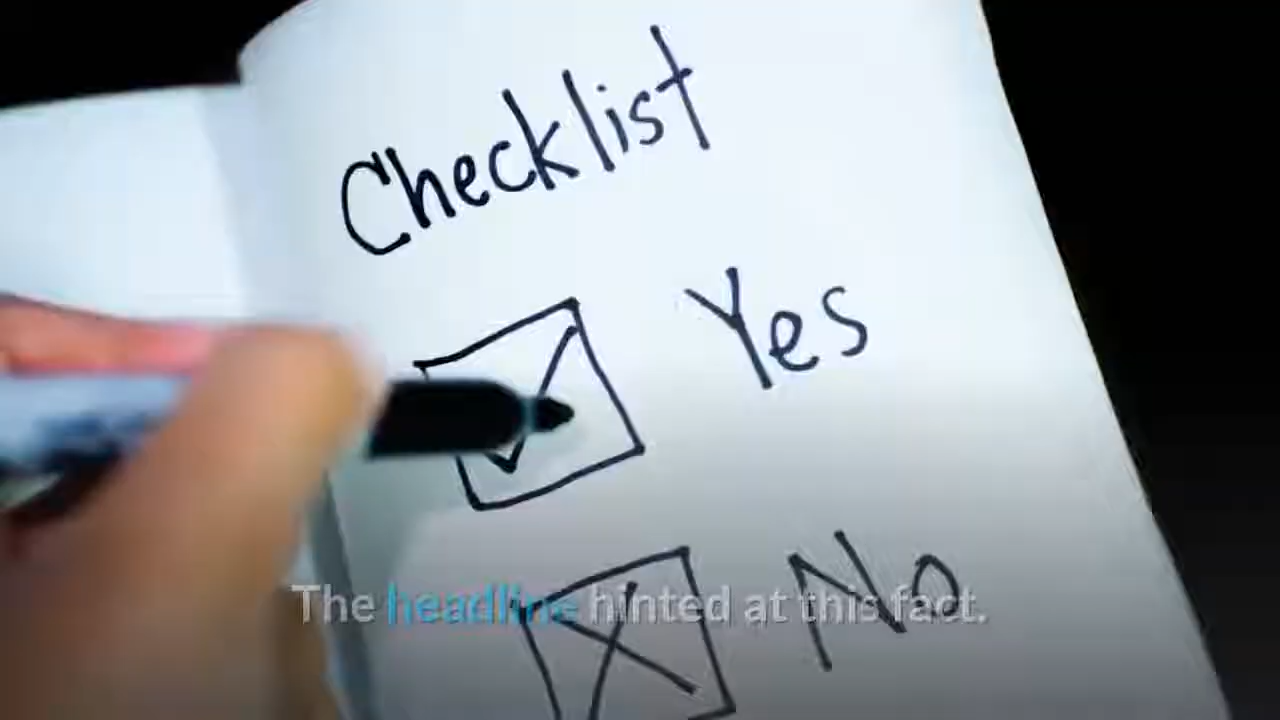 Checklist
Yes
No
The headline hinted at this fact.